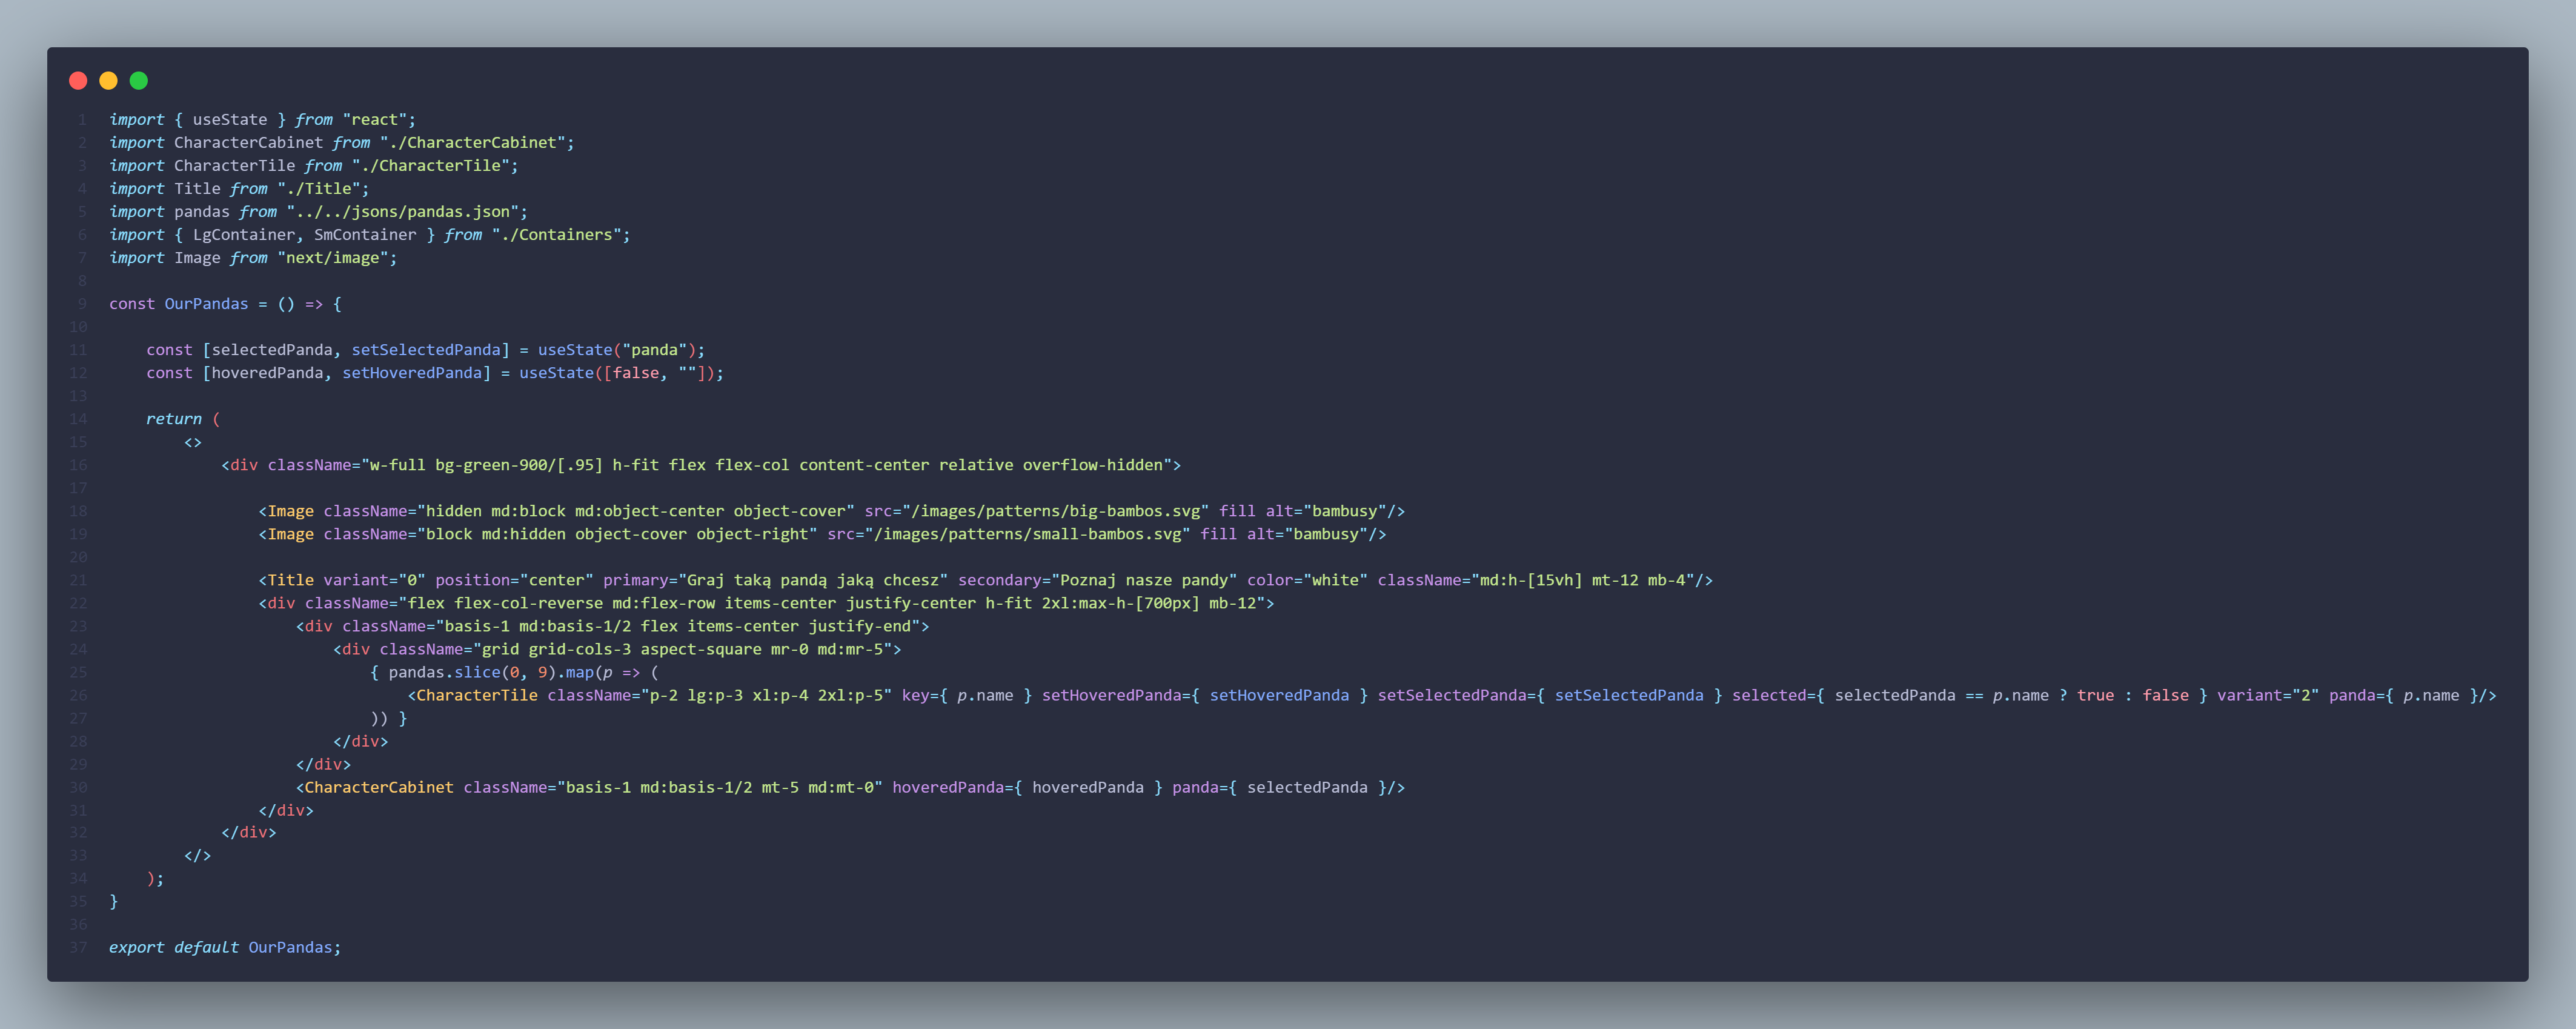 1 import { useState } from "react";
2 import CharacterCabinet from "./CharacterCabinet";
3 import CharacterTile from "./CharacterTile";
4 import Title from "./Title";
5 import pandas from "../../jsons/pandas.json";
6 import { LgContainer, SmContainer } from "./Containers";
7 import Image from "next/image";
8
9 const OurPandas = () => {
10
11     const [selectedPanda, setSelectedPanda] = useState("panda");
12     const [hoveredPanda, setHoveredPanda] = useState([false, ""]);
13
14     return (
15         <>
16             <div className="w-full bg-green-900/[.95] h-fit flex flex-col content-center relative overflow-hidden">
17
18                 <Image className="hidden md:block md:object-center object-cover" src="/images/patterns/big-bambos.svg" fill alt="bambusy"/>
19                 <Image className="block md:hidden object-cover object-right" src="/images/patterns/small-bambos.svg" fill alt="bambusy"/>
20
21                 <Title variant="0" position="center" primary="Graj taką pandą jaką chcesz" secondary="Poznaj nasze pandy" color="white" className="md:h-[15vh] mt-12 mb-4"/>
22                 <div className="flex flex-col-reverse md:flex-row items-center justify-center h-fit 2xl:max-h-[700px] mb-12">
23                     <div className="basis-1 md:basis-1/2 flex items-center justify-end">
24                         <div className="grid grid-cols-3 aspect-square mr-0 md:mr-5">
25                             { pandas.slice(0, 9).map(p => (
26                                 <CharacterTile className="p-2 lg:p-3 xl:p-4 2xl:p-5" key={ p.name } setHoveredPanda={ setHoveredPanda } setSelectedPanda={ setSelectedPanda } selected={ selectedPanda == p.name ? true : false } variant="2" panda={ p.name }/>
27                             )) }
28                         </div>
29                     </div>
30                     <CharacterCabinet className="basis-1 md:basis-1/2 mt-5 md:mt-0" hoveredPanda={ hoveredPanda } panda={ selectedPanda }/>
31                 </div>
32             </div>
33         </>
34     );
35 }
36
37 export default OurPandas;